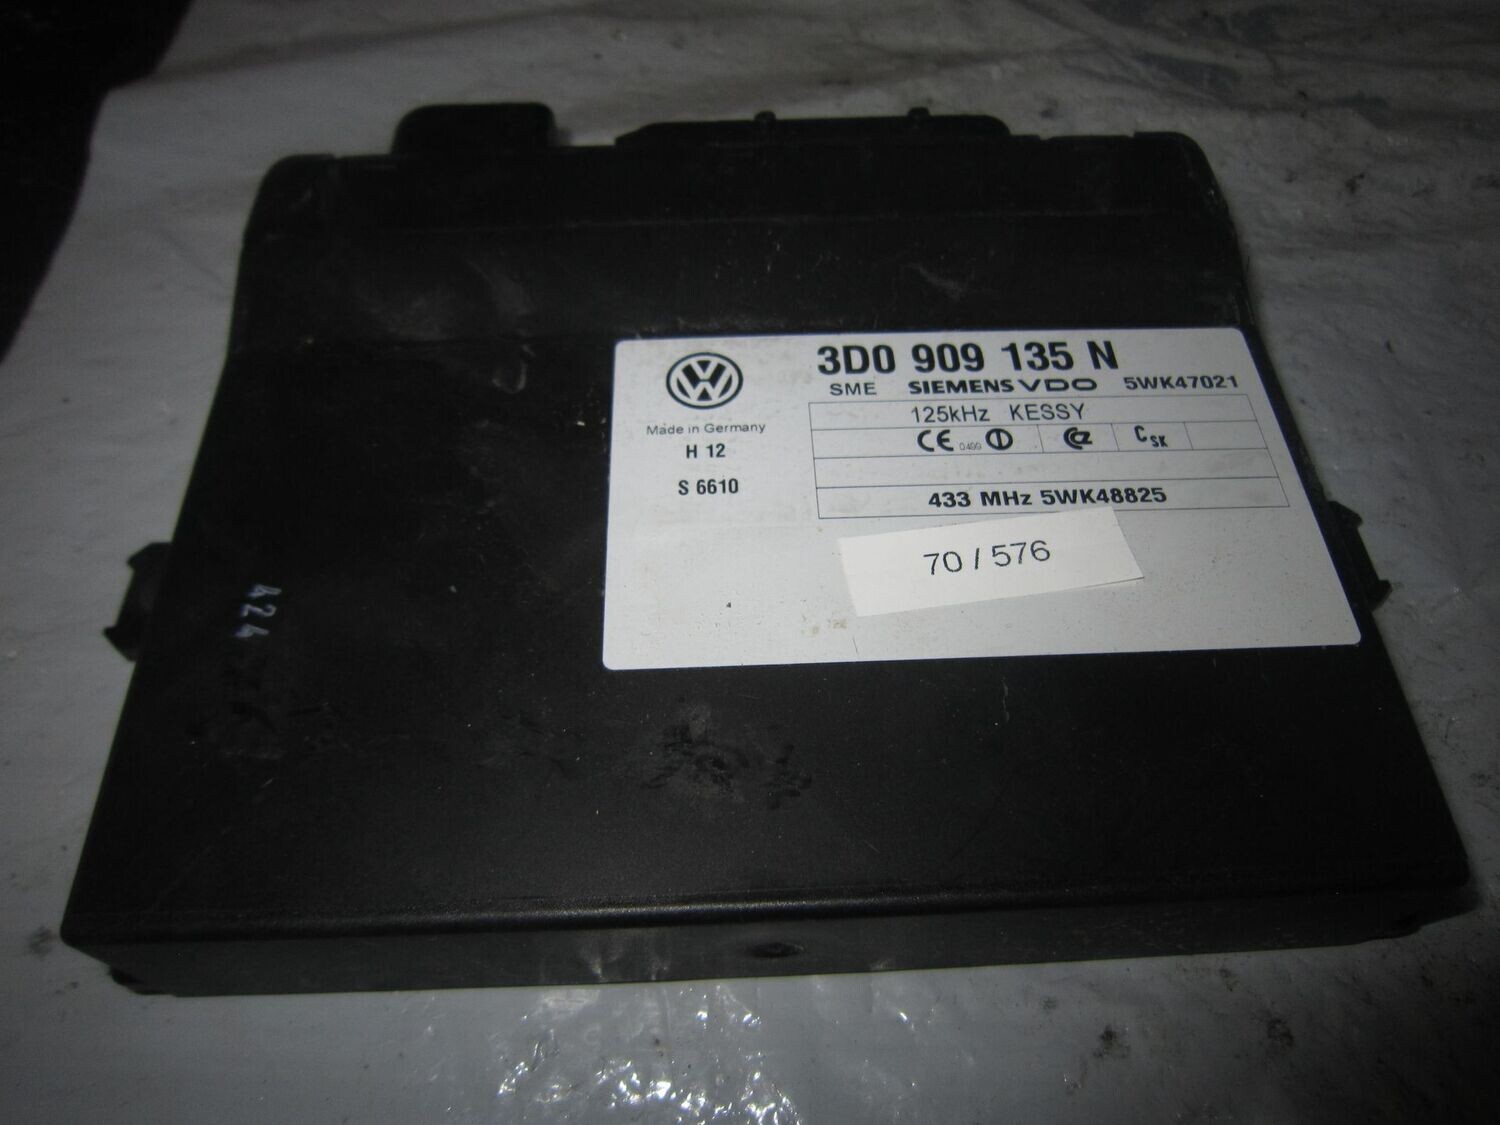 3D0 909 135 N
SME SIEMENS VDO 5WK47021
125kHz KESSY
Made in Germany
CE 0499 CSK
H 12
S 6610
433 MHz 5WK48825
70 / 576
424